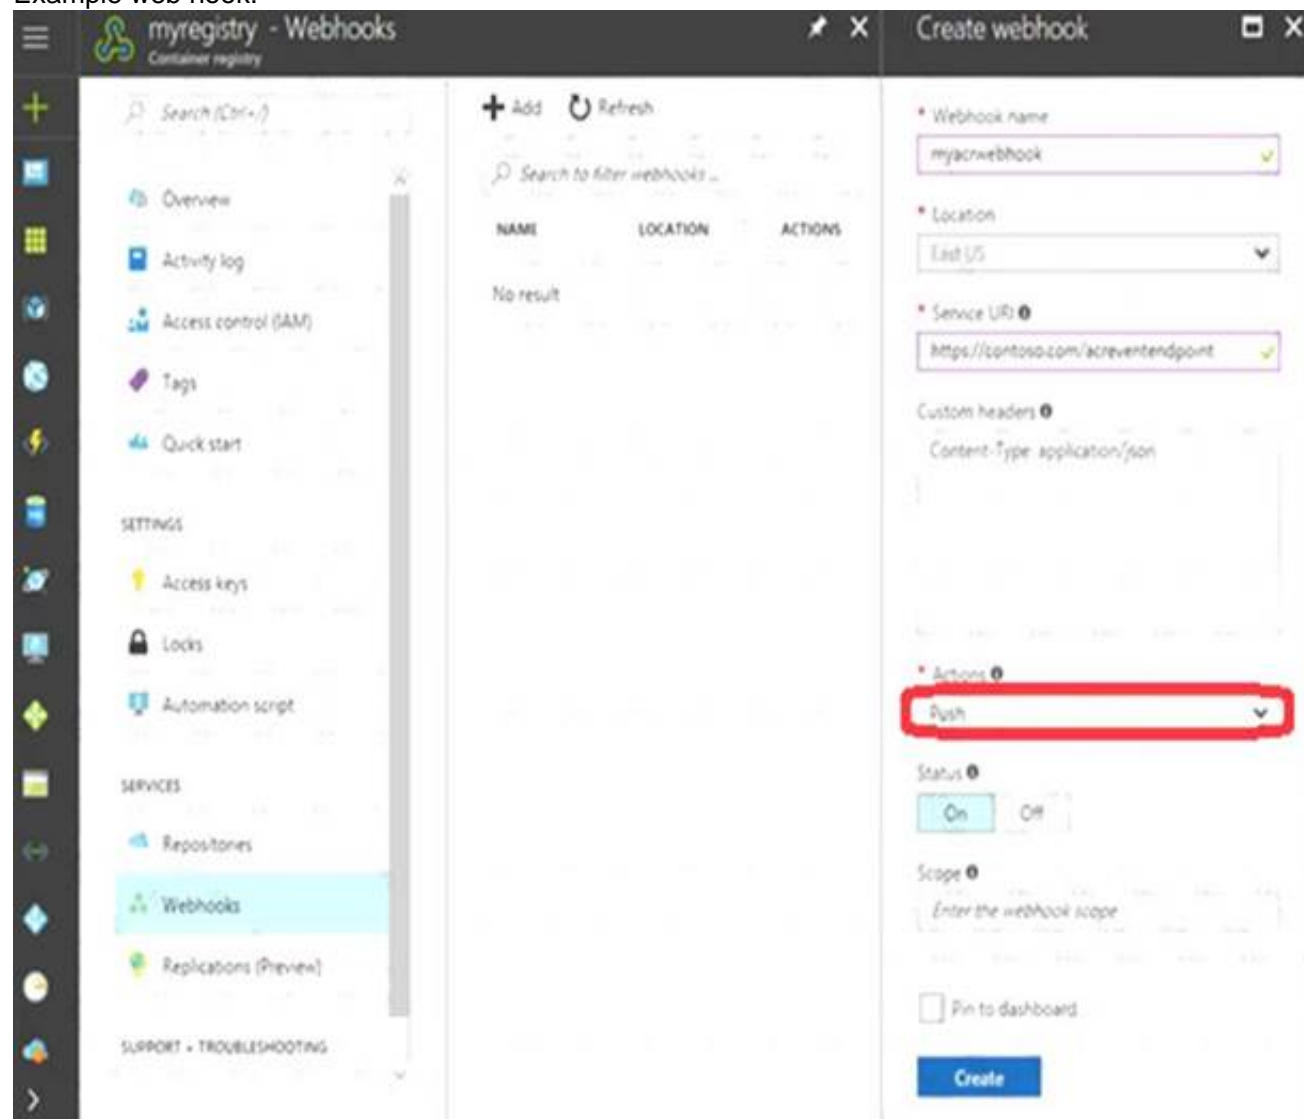 Example web hook:
myregistry - Webhooks
Container registry
Search (Ctrl+/)
Overview
Activity log
Access control (IAM)
Tags
Quick start
SETTINGS
Access keys
Locks
Automation script
SERVICES
Repositories
Webhooks
Replications (Preview)
SUPPORT + TROUBLESHOOTING
Add Refresh
Search to filter webhooks ...
NAME LOCATION ACTIONS
No result
Create webhook
* Webhook name
myacrwebhook
* Location
East US
* Service URI
https://contoso.com/acreventendpoint
Custom headers
Content-Type: application/json
* Actions
Push
Status
On Off
Scope
Enter the webhook scope
Pin to dashboard
Create